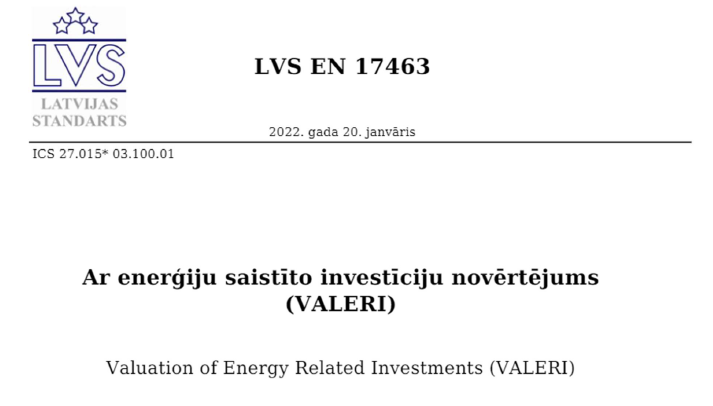 LVS
LATVIJAS
STANDARTS
LVS EN 17463
2022. gada 20. janvāris
ICS 27.015* 03.100.01
Ar enerģiju saistīto investīciju novērtējums
(VALERI)
Valuation of Energy Related Investments (VALERI)